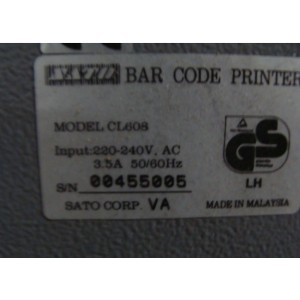 SATO BAR CODE PRINTER
MODEL CL608
Input:220-240V, AC
3.5A 50/60Hz
S/N 00455005
SATO CORP. VA
GS
LH
MADE IN MALAYSIA